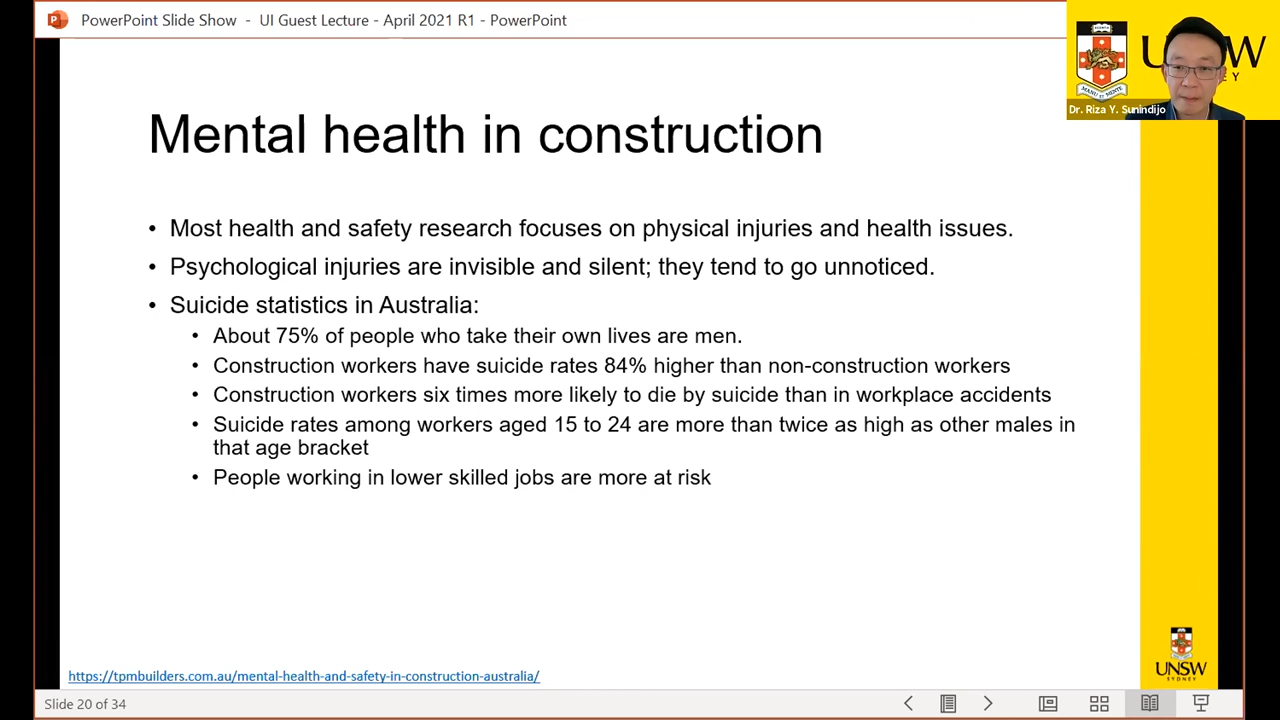 PowerPoint Slide Show - UI Guest Lecture - April 2021 R1 - PowerPoint
Dr. Riza Y. Sunindijo
Mental health in construction
• Most health and safety research focuses on physical injuries and health issues.
• Psychological injuries are invisible and silent; they tend to go unnoticed.
• Suicide statistics in Australia:
• About 75% of people who take their own lives are men.
• Construction workers have suicide rates 84% higher than non-construction workers
• Construction workers six times more likely to die by suicide than in workplace accidents
• Suicide rates among workers aged 15 to 24 are more than twice as high as other males in
that age bracket
• People working in lower skilled jobs are more at risk
https://tpmbuilders.com.au/mental-health-and-safety-in-construction-australia/
UNSW
SYDNEY
Slide 20 of 34